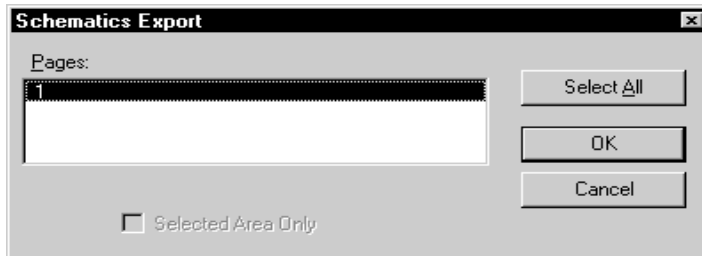 Schematics Export
Pages:
1
Select All
OK
Cancel
Selected Area Only